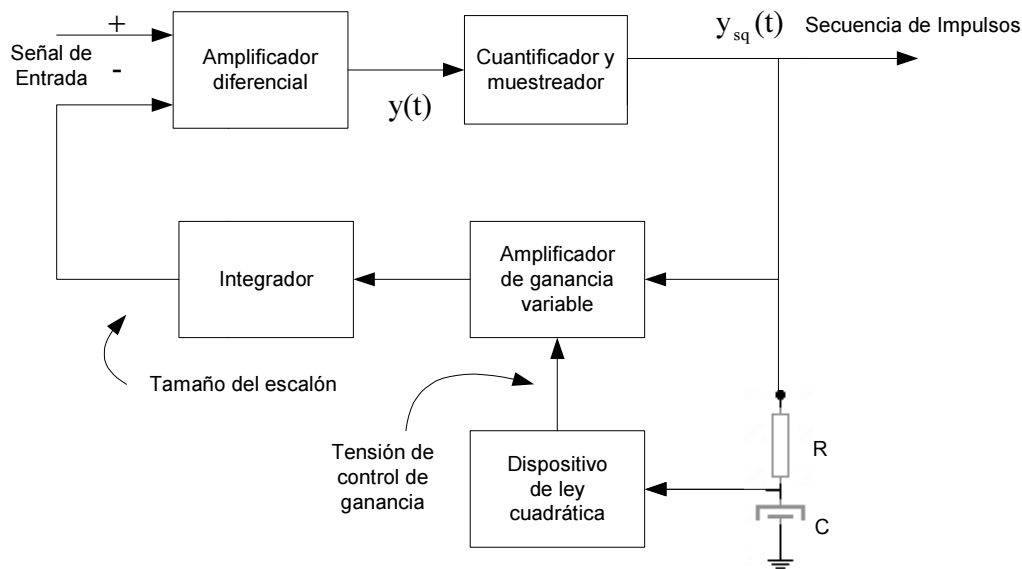 +
Señal de
Entrada
-
Amplificador
diferencial
y(t)
Cuantificador y
muestreador
y_sq(t)
Secuencia de Impulsos
Integrador
Amplificador
de ganancia
variable
Tamaño del escalón
Tensión de
control de
ganancia
Dispositivo
de ley
cuadrática
R
C